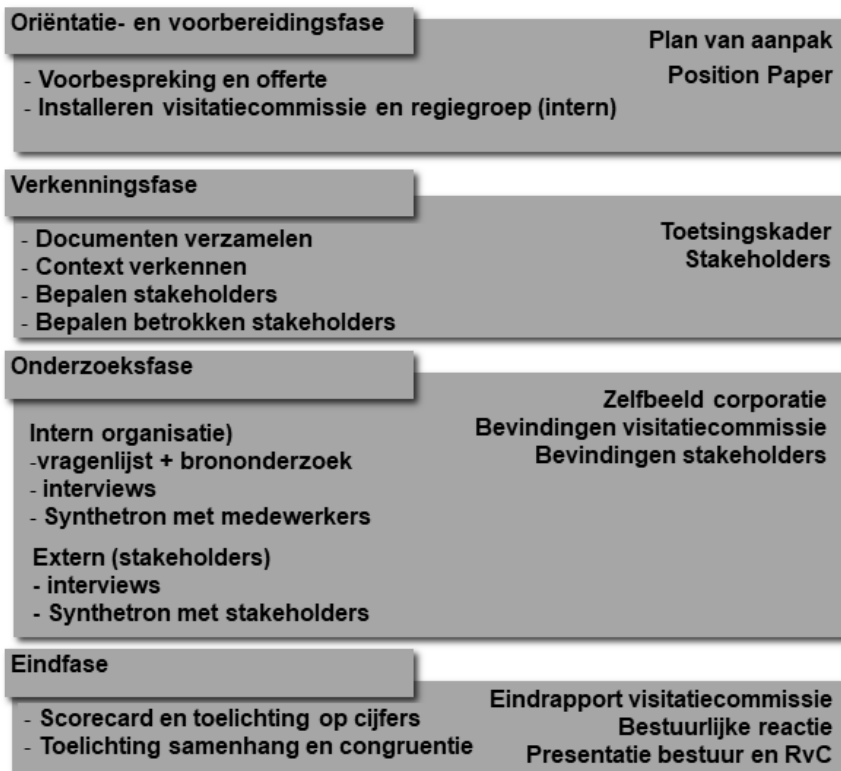 Oriëntatie- en voorbereidingsfase
Plan van aanpak
Position Paper
- Voorbespreking en offerte
- Installeren visitatiecommissie en regiegroep (intern)
Verkenningsfase
Toetsingskader
Stakeholders
- Documenten verzamelen
- Context verkennen
- Bepalen stakeholders
- Bepalen betrokken stakeholders
Onderzoeksfase
Zelfbeeld corporatie
Bevindingen visitatiecommissie
Bevindingen stakeholders
Intern organisatie)
-vragenlijst + brononderzoek
- interviews
- Synthetron met medewerkers
Extern (stakeholders)
- interviews
- Synthetron met stakeholders
Eindfase
Eindrapport visitatiecommissie
Bestuurlijke reactie
Presentatie bestuur en RvC
- Scorecard en toelichting op cijfers
- Toelichting samenhang en congruentie